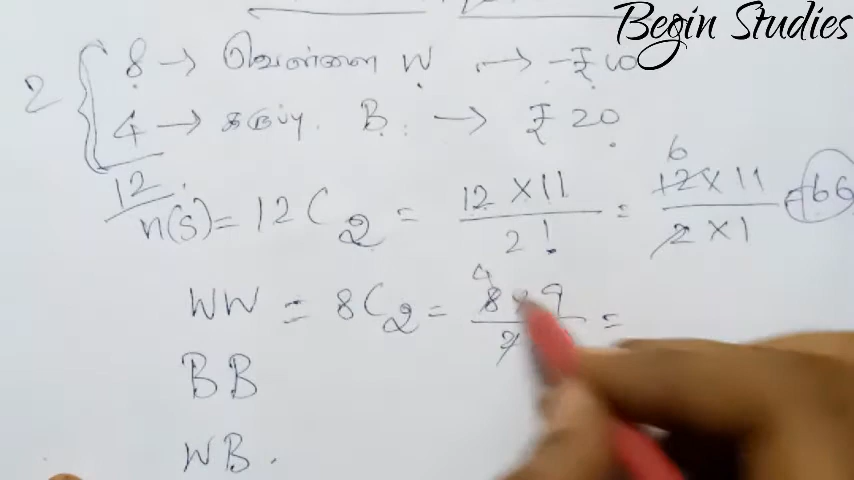 Begin Studies
2 { 8 → வெள்ளை W → -₹ 10
4 → கருப்பு B → ₹ 20
12
n(S) = 12C2 = 12 × 11 / 2! = 6 12 × 11 / 2 × 1 = 66
WW = 8C2 = 4 8 × 9 / 2 =
BB
WB.